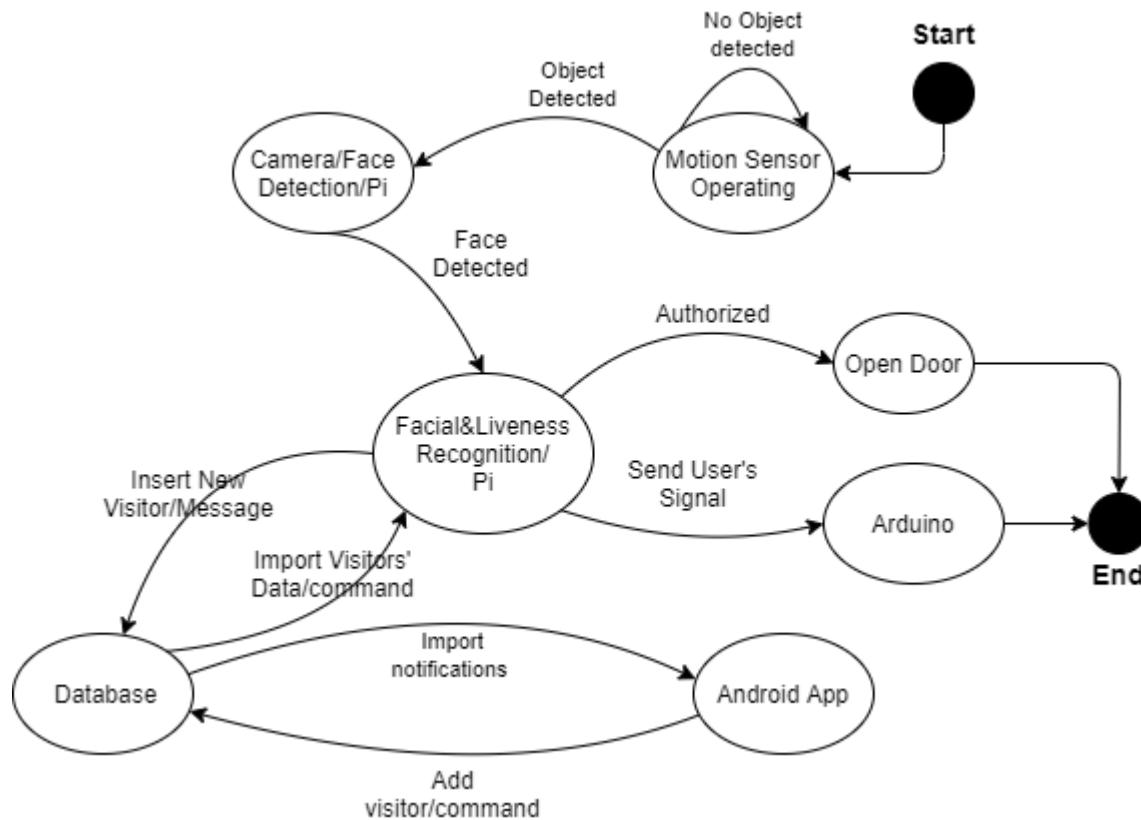 No Object
detected
Start
Object
Detected
Camera/Face
Detection/Pi
Motion Sensor
Operating
Face
Detected
Authorized
Open Door
Facial&Liveness
Recognition/
Pi
Insert New
Visitor/Message
Send User's
Signal
Arduino
Import Visitors'
Data/command
End
Import
notifications
Database
Android App
Add
visitor/command